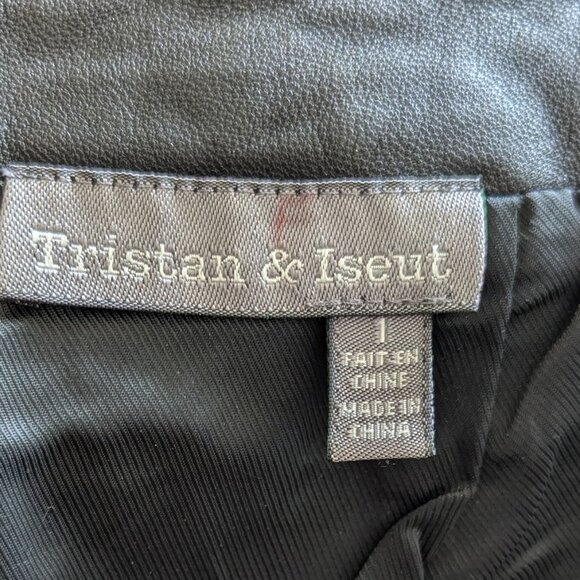 Tristan & Iseut
1
FAIT EN
CHINE
MADE IN
CHINA